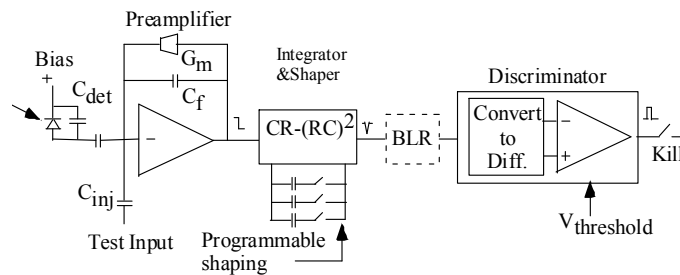 Preamplifier
G_m
C_f
Bias
+
C_det
−
C_inj
Test Input
Integrator
&Shaper
CR-(RC)²
Programmable
shaping
BLR
Discriminator
Convert
to
Diff.
−
+
V_threshold
Kill